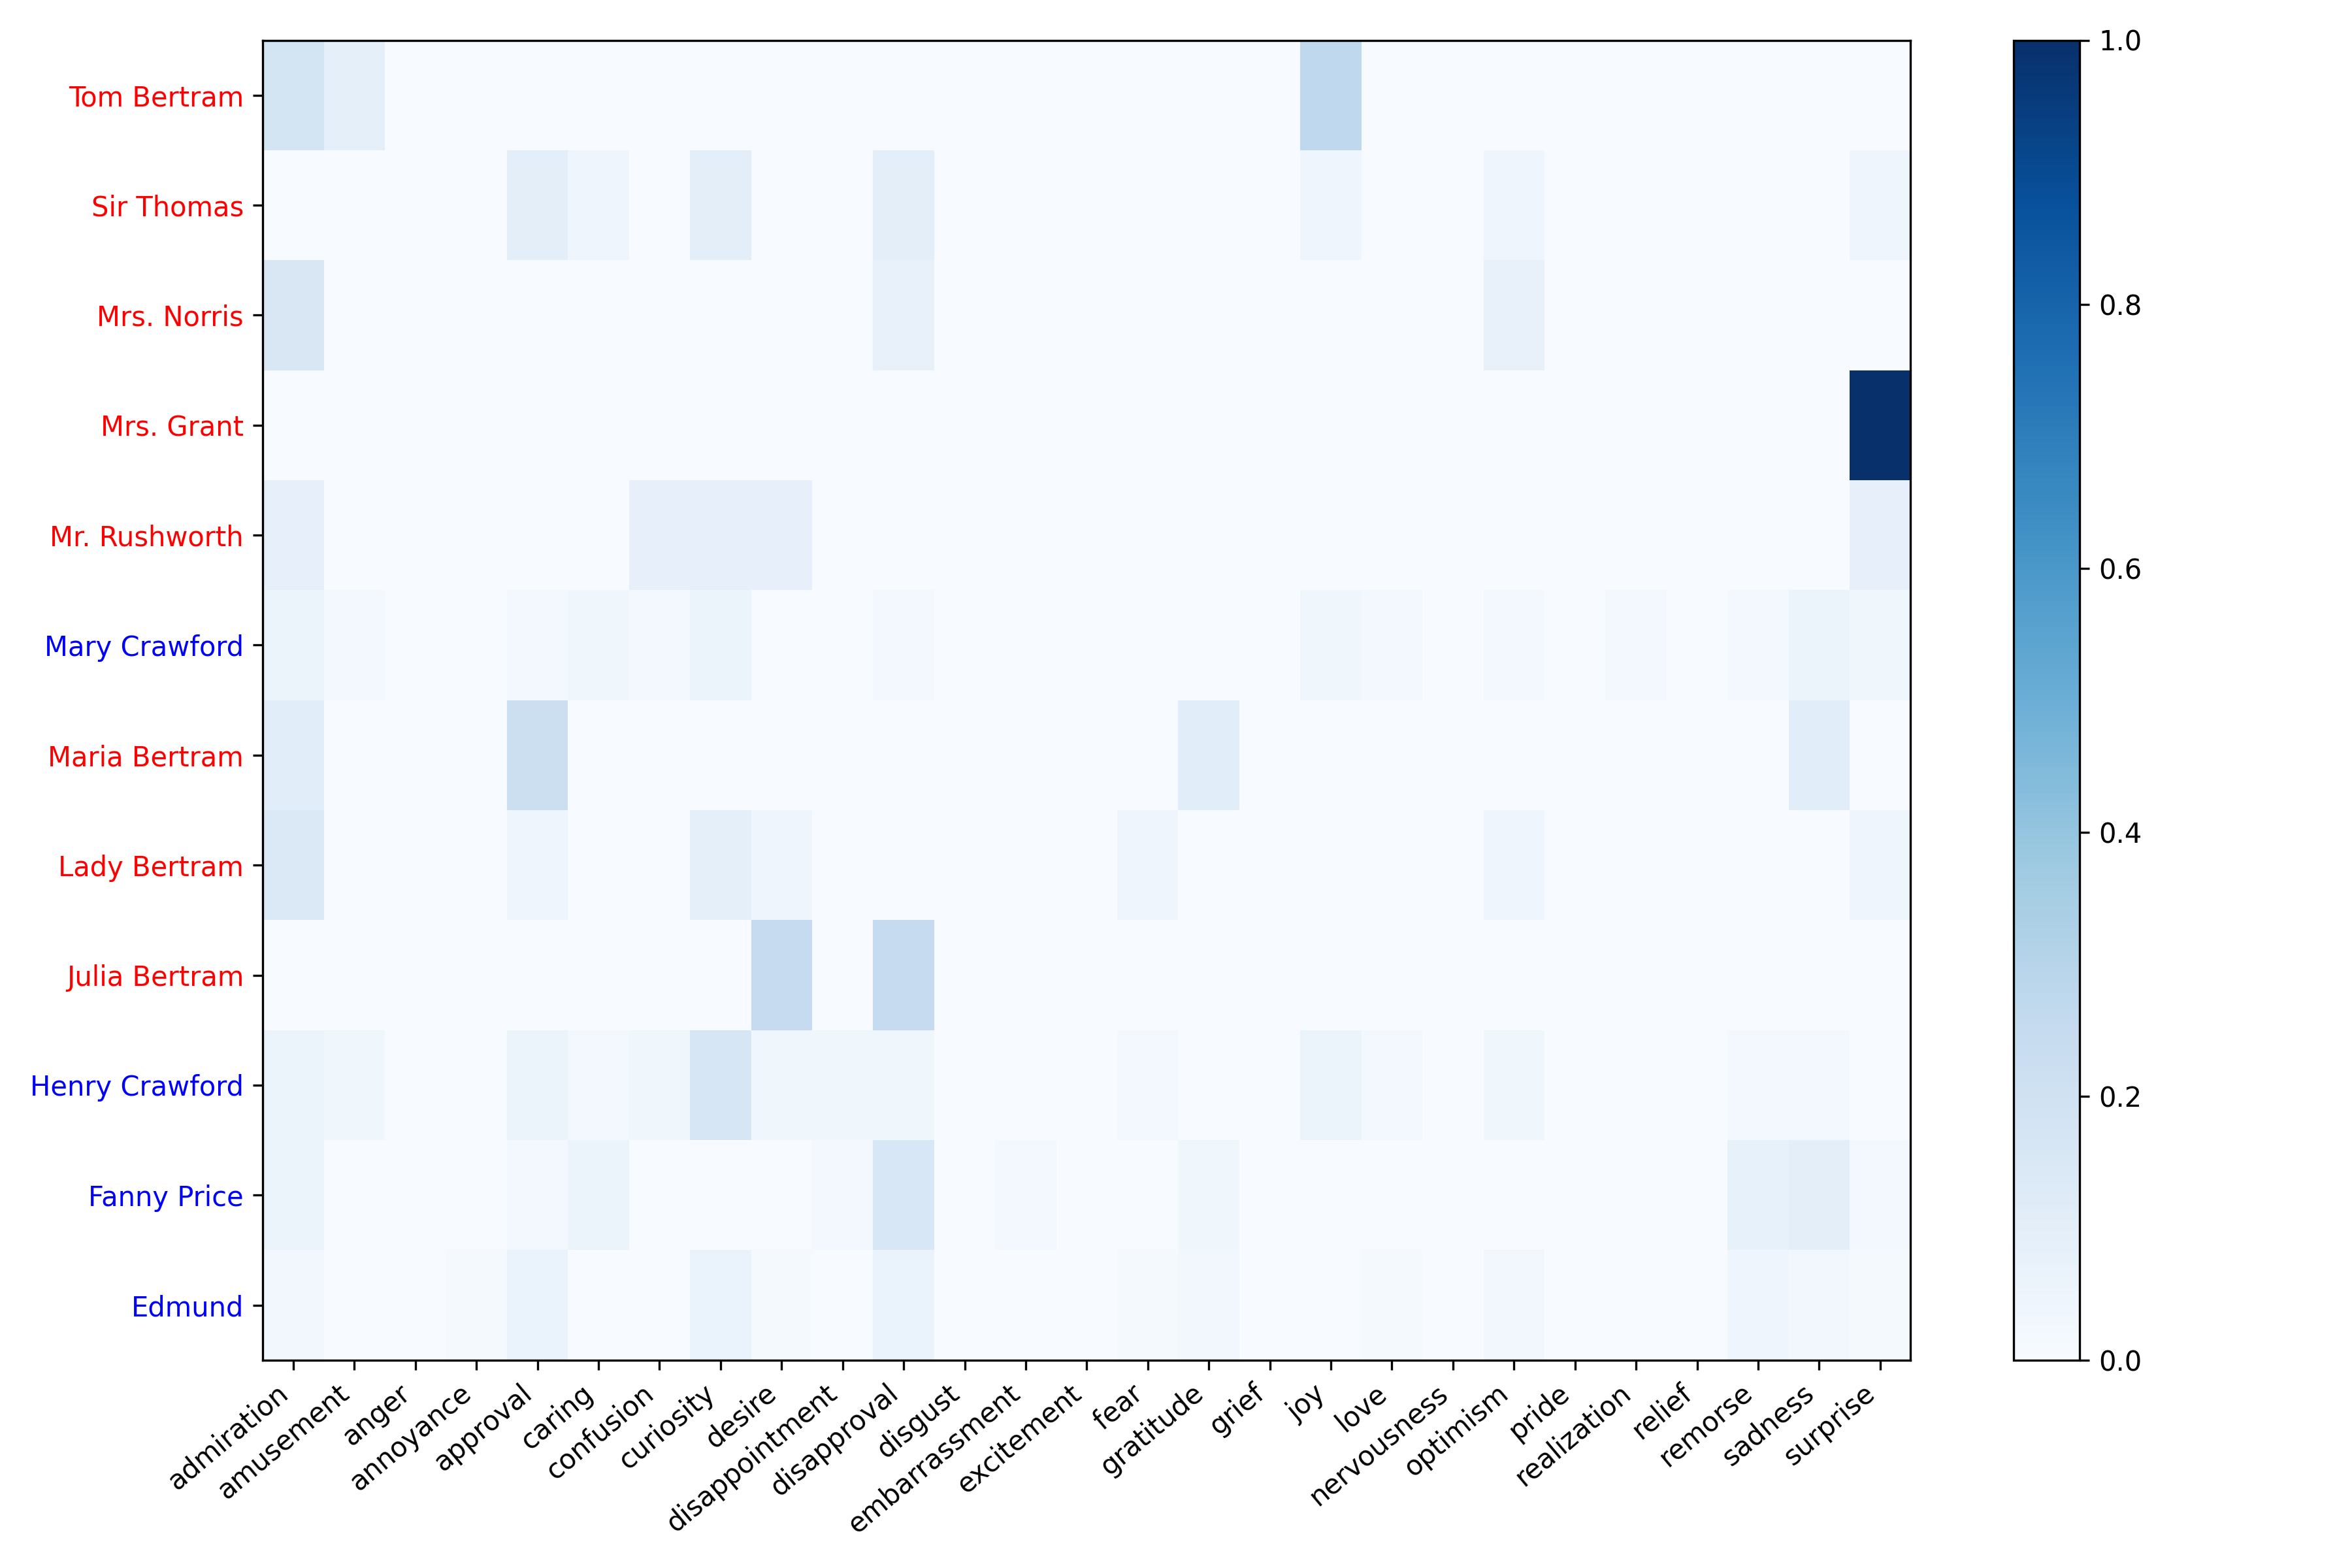 Tom Bertram
Sir Thomas
Mrs. Norris
Mrs. Grant
Mr. Rushworth
Mary Crawford
Maria Bertram
Lady Bertram
Julia Bertram
Henry Crawford
Fanny Price
Edmund
admiration
amusement
anger
annoyance
approval
caring
confusion
curiosity
desire
disappointment
disapproval
disgust
embarrassment
excitement
fear
gratitude
grief
joy
love
nervousness
optimism
pride
realization
relief
remorse
sadness
surprise
1.0
0.8
0.6
0.4
0.2
0.0